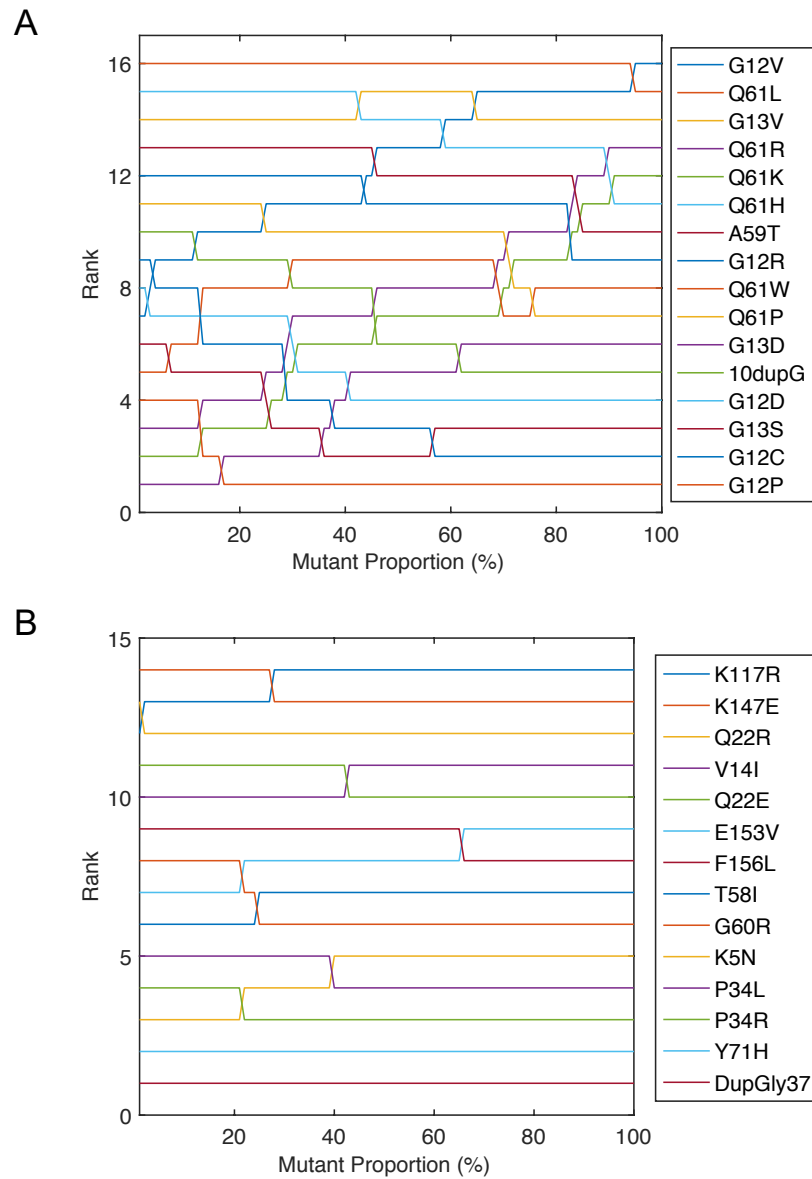 A
16
12
8
4
0
Rank
20
40
60
80
100
Mutant Proportion (%)
G12V
Q61L
G13V
Q61R
Q61K
Q61H
A59T
G12R
Q61W
Q61P
G13D
10dupG
G12D
G13S
G12C
G12P
B
15
10
5
0
Rank
20
40
60
80
100
Mutant Proportion (%)
K117R
K147E
Q22R
V14I
Q22E
E153V
F156L
T58I
G60R
K5N
P34L
P34R
Y71H
DupGly37